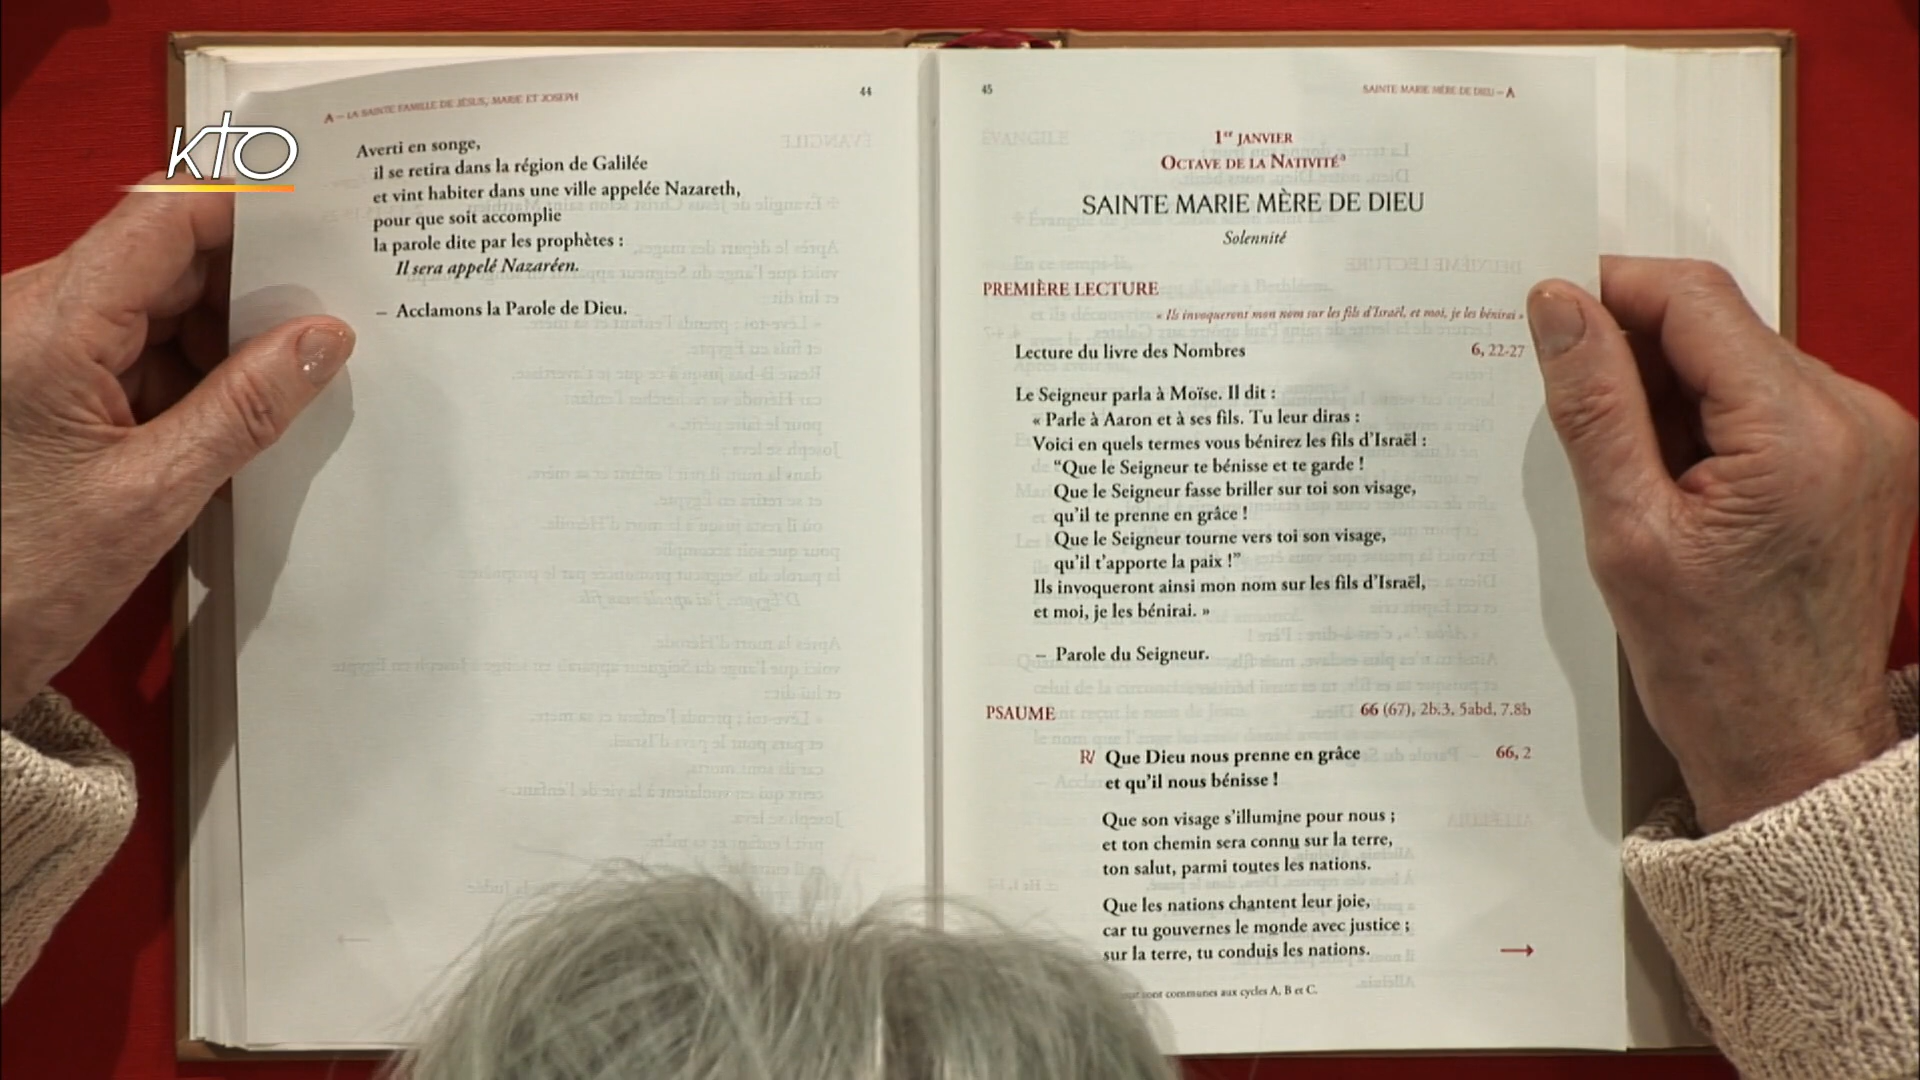 KTO
A – LA SAINTE FAMILLE DE JÉSUS, MARIE ET JOSEPH
44
Averti en songe,
il se retira dans la région de Galilée
et vint habiter dans une ville appelée Nazareth,
pour que soit accomplie
la parole dite par les prophètes :
Il sera appelé Nazaréen.
– Acclamons la Parole de Dieu.
45
SAINTE MARIE MÈRE DE DIEU – A
1er JANVIER
OCTAVE DE LA NATIVITÉa
SAINTE MARIE MÈRE DE DIEU
Solennité
PREMIÈRE LECTURE
« Ils invoqueront mon nom sur les fils d'Israël, et moi, je les bénirai »
Lecture du livre des Nombres 6, 22-27
Le Seigneur parla à Moïse. Il dit :
« Parle à Aaron et à ses fils. Tu leur diras :
Voici en quels termes vous bénirez les fils d'Israël :
“Que le Seigneur te bénisse et te garde !
Que le Seigneur fasse briller sur toi son visage,
qu'il te prenne en grâce !
Que le Seigneur tourne vers toi son visage,
qu'il t'apporte la paix !”
Ils invoqueront ainsi mon nom sur les fils d'Israël,
et moi, je les bénirai. »
– Parole du Seigneur.
PSAUME 66 (67), 2b.3, 5abd, 7.8b
R/ Que Dieu nous prenne en grâce 66, 2
et qu'il nous bénisse !
Que son visage s'illumine pour nous ;
et ton chemin sera connu sur la terre,
ton salut, parmi toutes les nations.
Que les nations chantent leur joie,
car tu gouvernes le monde avec justice ;
sur la terre, tu conduis les nations.
sont communes aux cycles A, B et C.